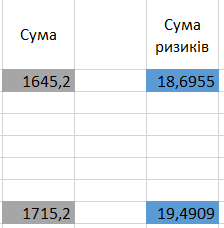 Сума
Сума ризиків
1645,2 18,6955
1715,2 19,4909